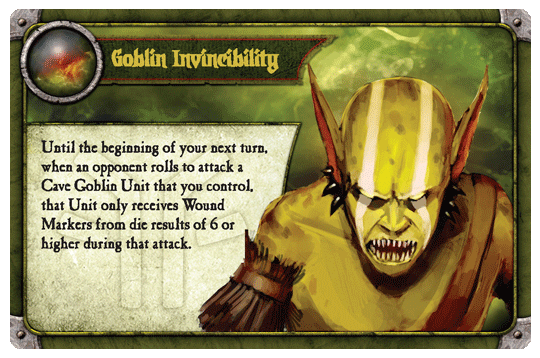 Goblin Invincibility
Until the beginning of your next turn,
when an opponent rolls to attack a
Cave Goblin Unit that you control,
that Unit only receives Wound
Markers from die results of 6 or
higher during that attack.